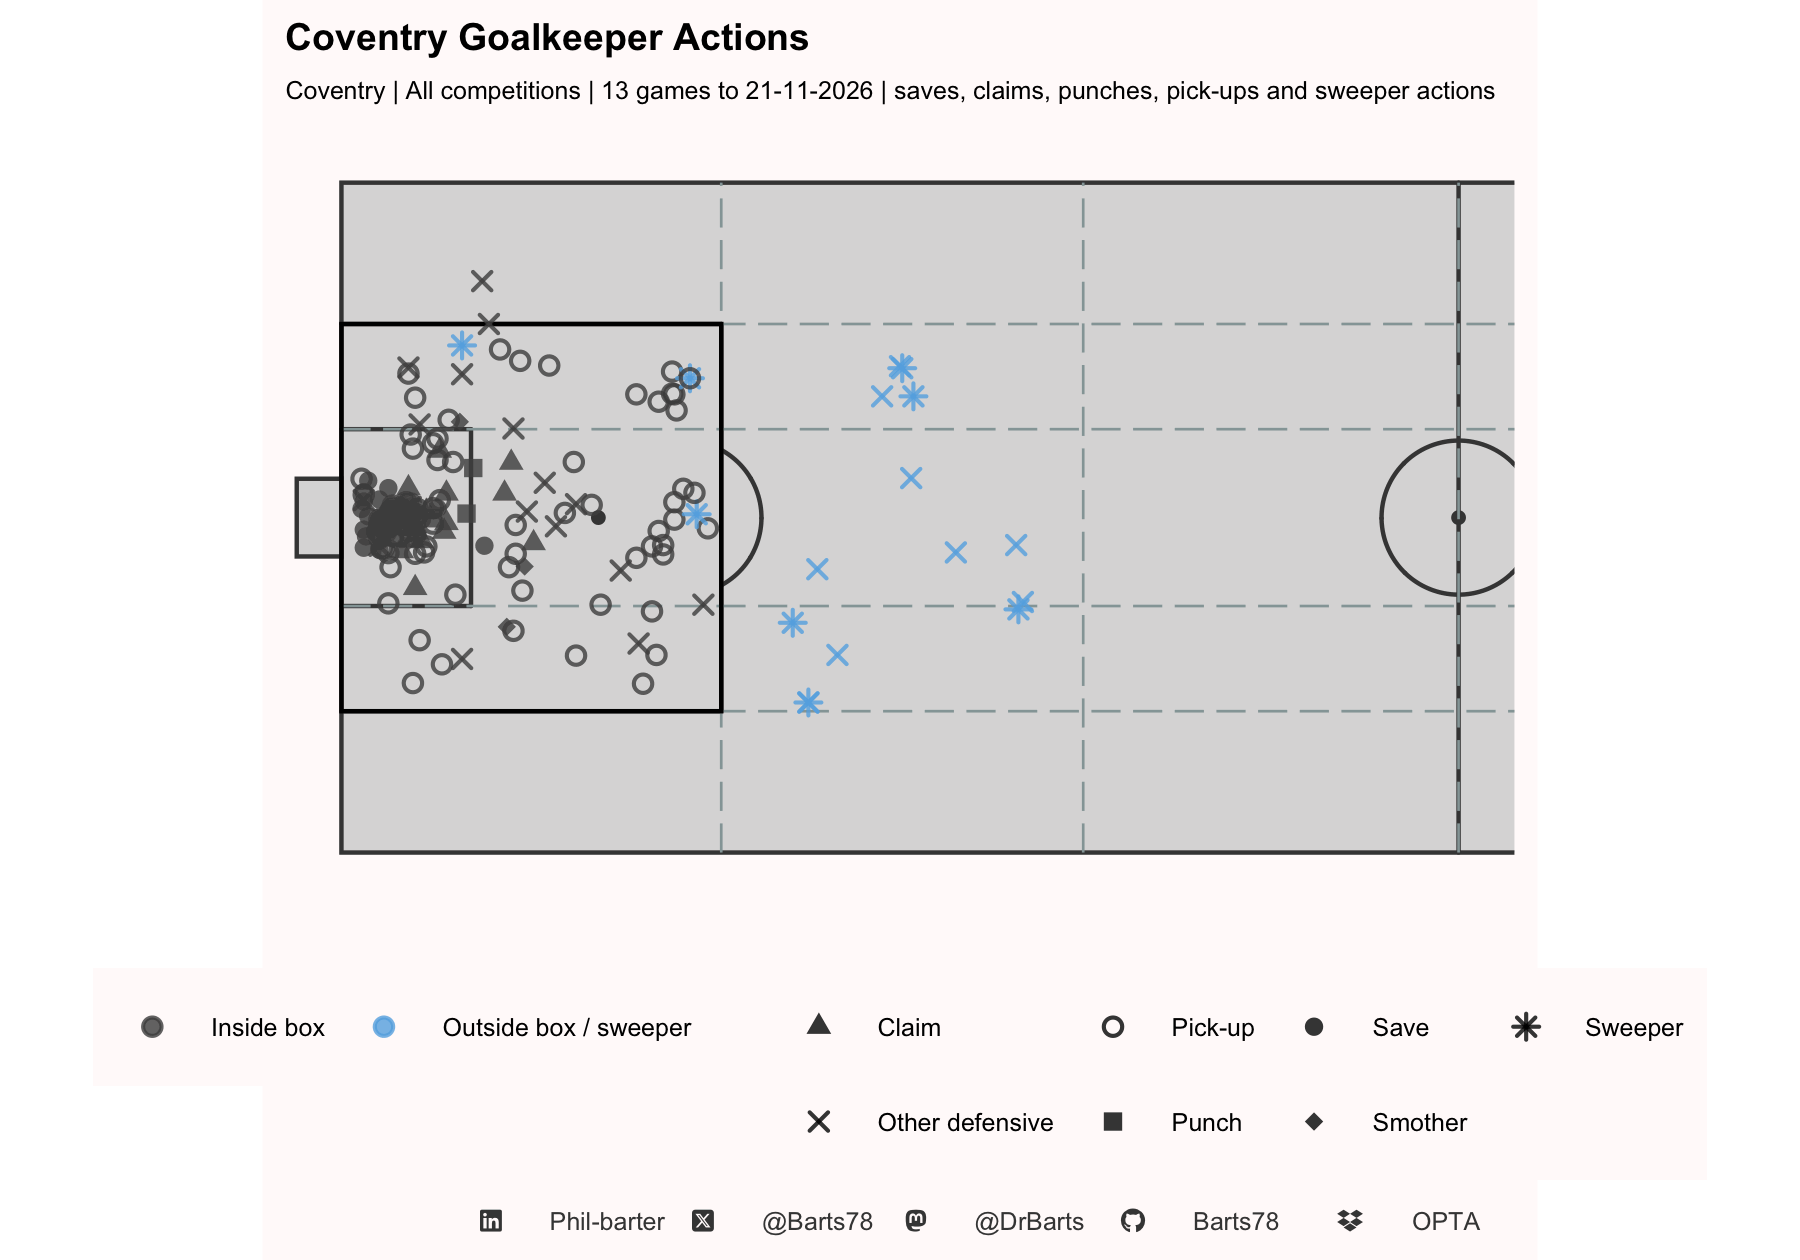 Coventry Goalkeeper Actions
Coventry | All competitions | 13 games to 21-11-2026 | saves, claims, punches, pick-ups and sweeper actions
Inside box Outside box / sweeper Claim Pick-up Save Sweeper
Other defensive Punch Smother
Phil-barter @Barts78 @DrBarts Barts78 OPTA